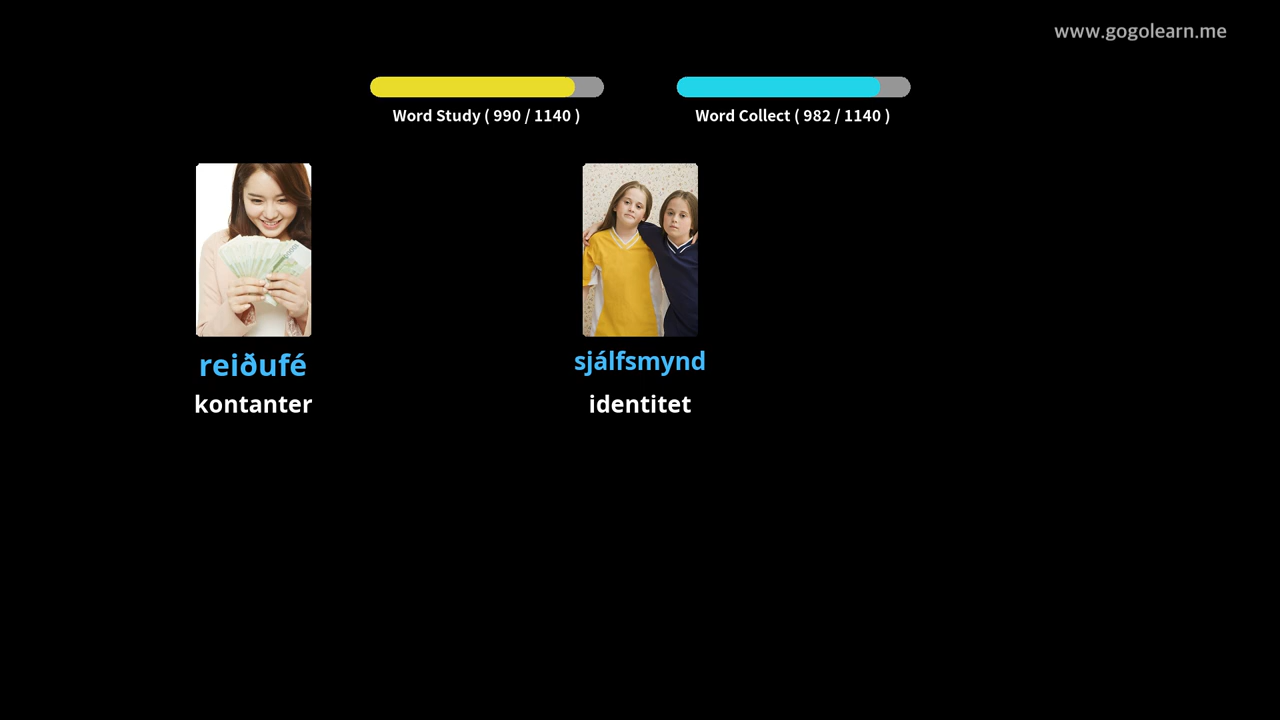 www.gogolearn.me
Word Study ( 990 / 1140 )
Word Collect ( 982 / 1140 )
reiðufé
kontanter
sjálfsmynd
identitet